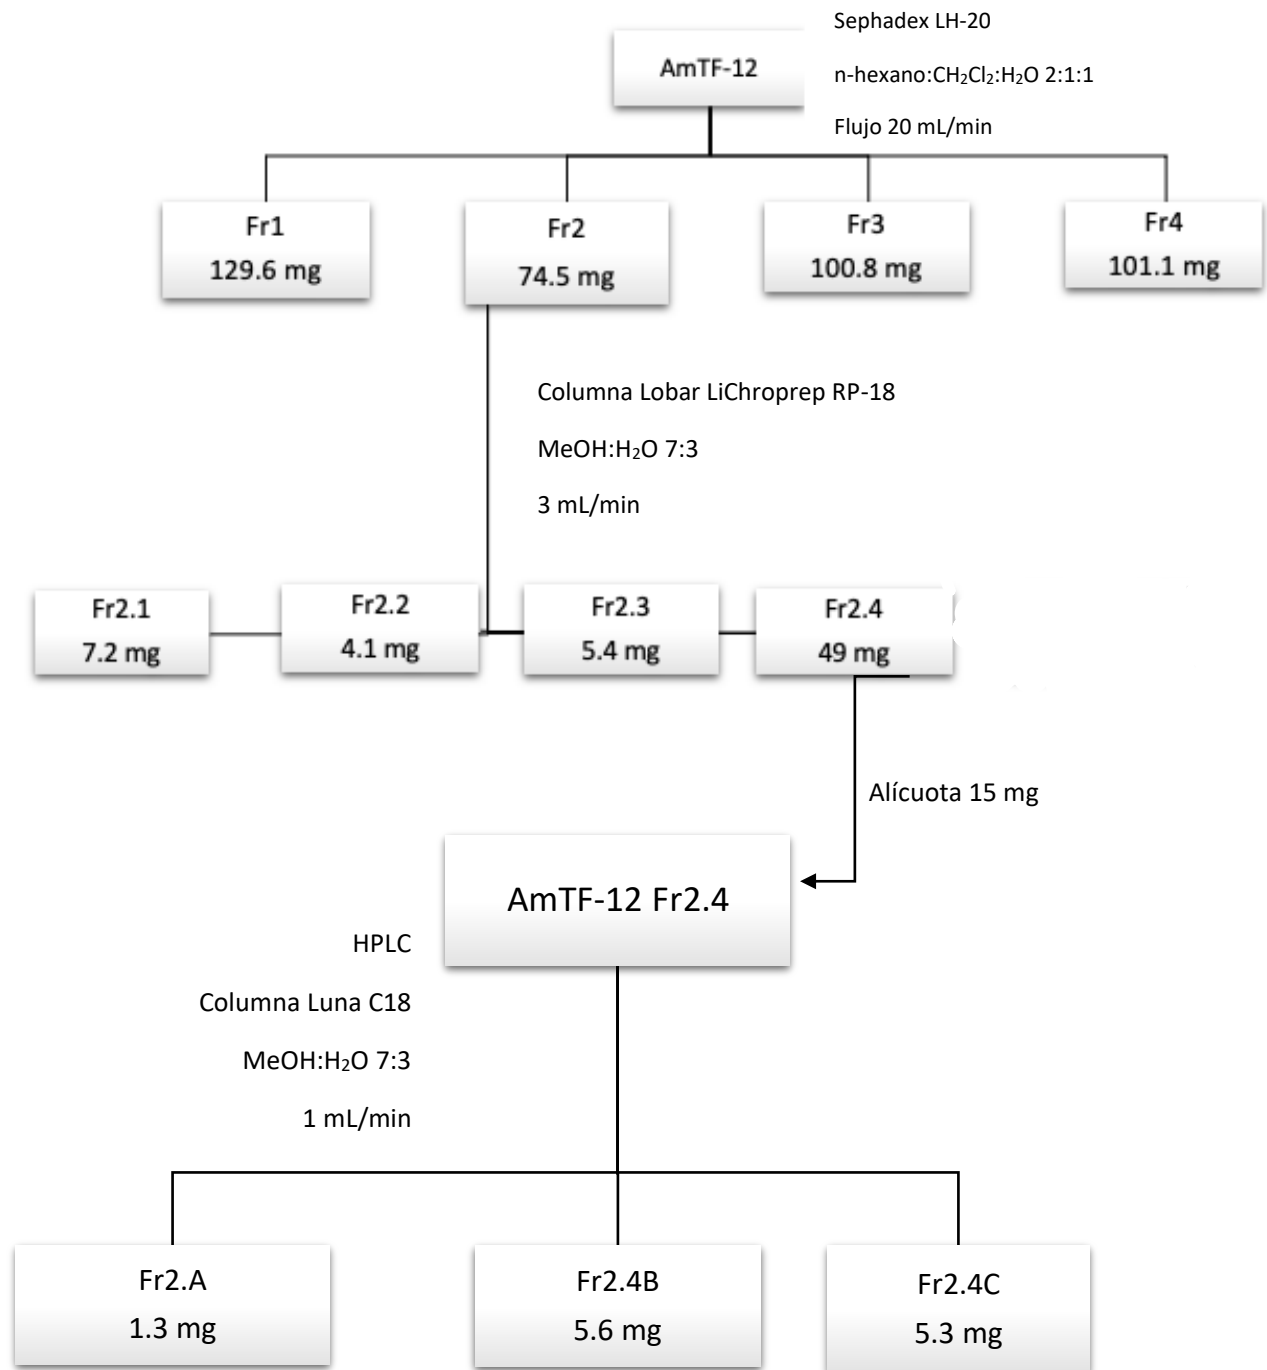 Sephadex LH-20
AmTF-12
n-hexano:CH₂Cl₂:H₂O 2:1:1
Flujo 20 mL/min
Fr1
129.6 mg
Fr2
74.5 mg
Fr3
100.8 mg
Fr4
101.1 mg
Columna Lobar LiChroprep RP-18
MeOH:H₂O 7:3
3 mL/min
Fr2.1
7.2 mg
Fr2.2
4.1 mg
Fr2.3
5.4 mg
Fr2.4
49 mg
Alícuota 15 mg
AmTF-12 Fr2.4
HPLC
Columna Luna C18
MeOH:H₂O 7:3
1 mL/min
Fr2.A
1.3 mg
Fr2.4B
5.6 mg
Fr2.4C
5.3 mg